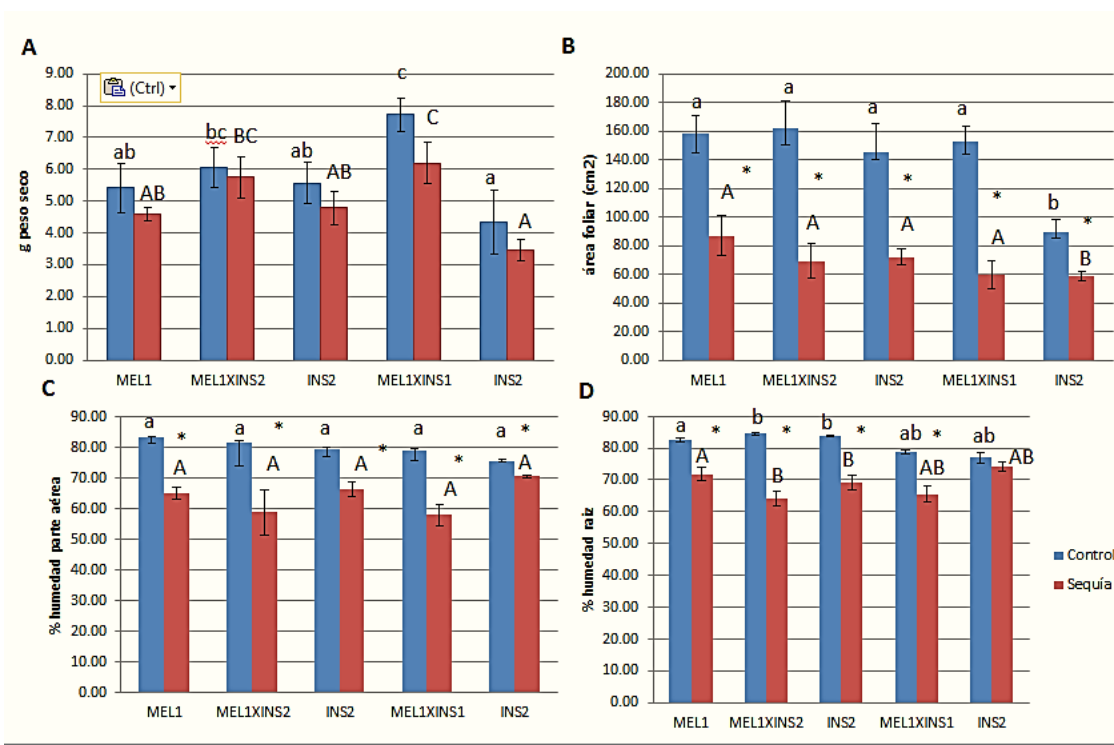 A
g peso seco
9.00
8.00
7.00
6.00
5.00
4.00
3.00
2.00
1.00
0.00
(Ctrl)
ab AB bc BC ab AB c C a A
MEL1 MEL1XINS2 INS2 MEL1XINS1 INS2
B
área foliar (cm2)
200.00
180.00
160.00
140.00
120.00
100.00
80.00
60.00
40.00
20.00
0.00
a A * a A * a A * a A * b B *
MEL1 MEL1XINS2 INS2 MEL1XINS1 INS2
C
% humedad parte aérea
90.00
80.00
70.00
60.00
50.00
40.00
30.00
20.00
10.00
0.00
a A * a A * a A * a A * a A *
MEL1 MEL1XINS2 INS2 MEL1XINS1 INS2
D
% humedad raiz
90.00
80.00
70.00
60.00
50.00
40.00
30.00
20.00
10.00
0.00
a A * b B * b B * ab AB * ab AB
MEL1 MEL1XINS2 INS2 MEL1XINS1 INS2
Control
Sequía